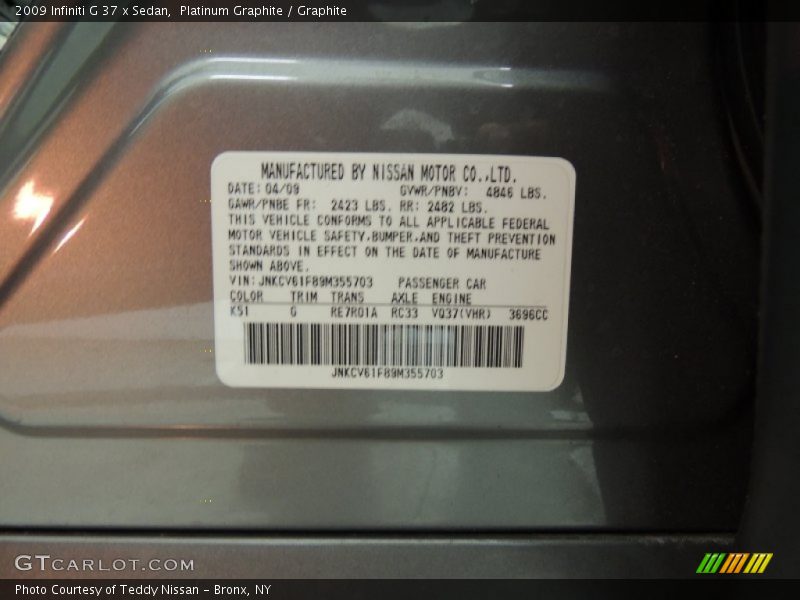 2009 Infiniti G 37 x Sedan,  Platinum Graphite / Graphite
MANUFACTURED BY NISSAN MOTOR CO.,LTD.
DATE: 04/09 GVWR/PNBV: 4846 LBS.
GAWR/PNBE FR: 2423 LBS. RR: 2482 LBS.
THIS VEHICLE CONFORMS TO ALL APPLICABLE FEDERAL
MOTOR VEHICLE SAFETY,BUMPER,AND THEFT PREVENTION
STANDARDS IN EFFECT ON THE DATE OF MANUFACTURE
SHOWN ABOVE.
VIN: JNKCV61F89M355703 PASSENGER CAR
COLOR TRIM TRANS AXLE ENGINE
K51 G RE7R01A RC33 VQ37(VHR) 3696CC
JNKCV61F89M355703
GTCARLOT.COM
Photo Courtesy of Teddy Nissan - Bronx, NY